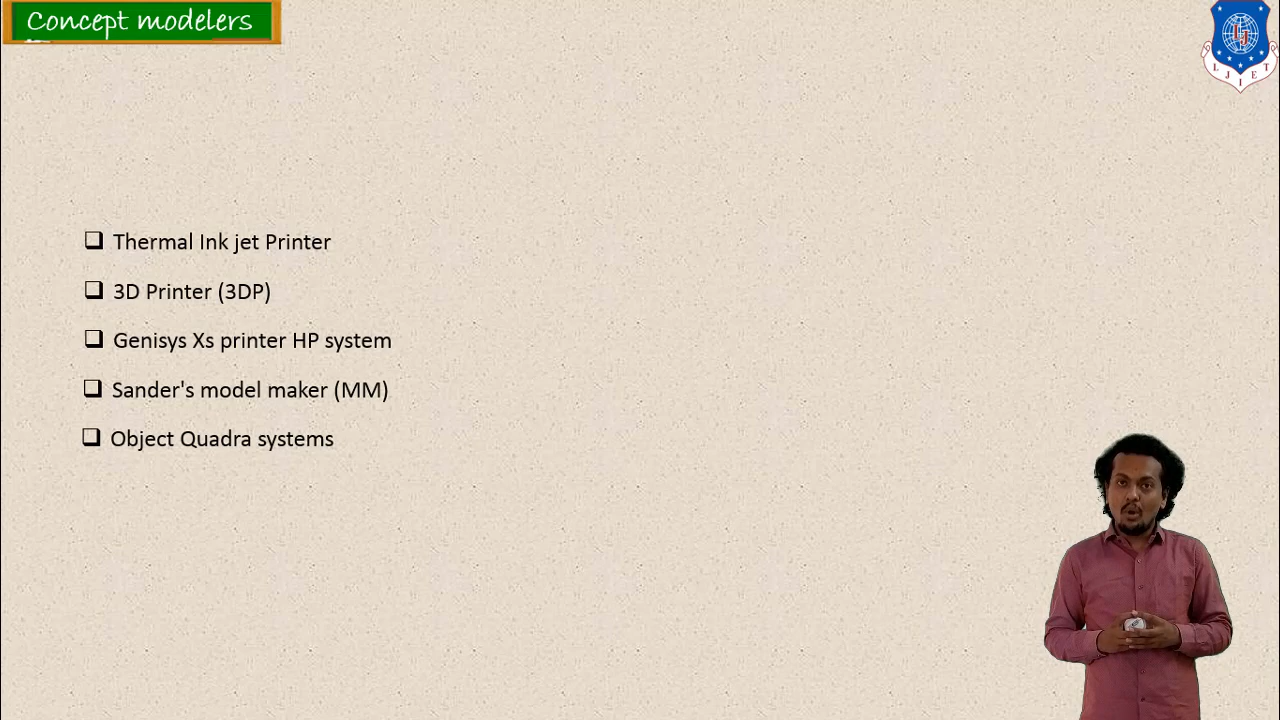 Concept modelers
LJIET
Thermal Ink jet Printer
3D Printer (3DP)
Genisys Xs printer HP system
Sander's model maker (MM)
Object Quadra systems